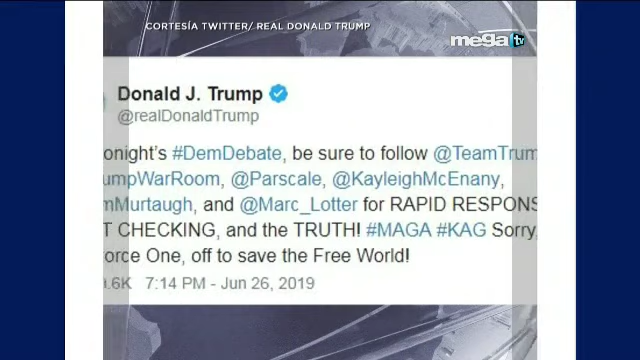 CORTESÍA TWITTER/ REAL DONALD TRUMP
mega tv
Donald J. Trump
@realDonaldTrump
onight's #DemDebate, be sure to follow @TeamTrum
umpWarRoom, @Parscale, @KayleighMcEnany,
mMurtaugh, and @Marc_Lotter for RAPID RESPONS
T CHECKING, and the TRUTH! #MAGA #KAG Sorry,
orce One, off to save the Free World!
.6K 7:14 PM - Jun 26, 2019